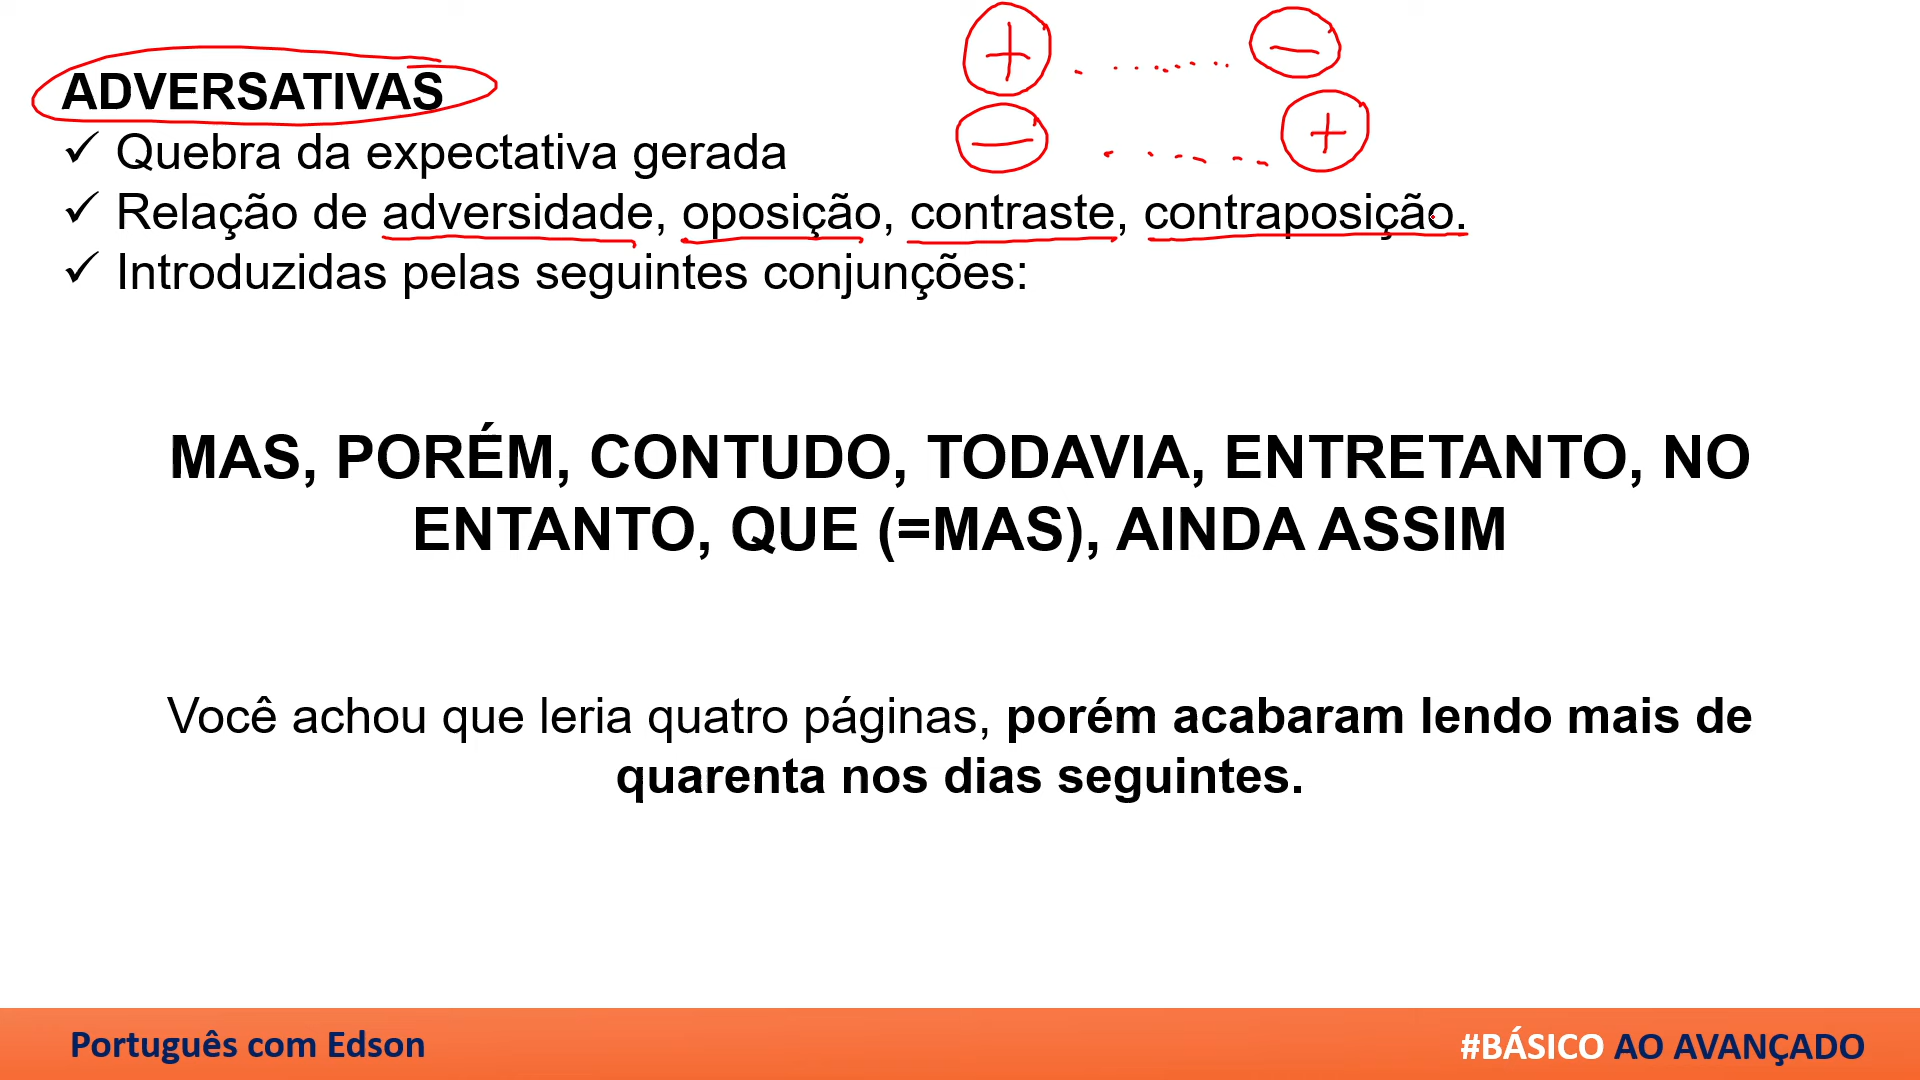 ADVERSATIVAS
✓ Quebra da expectativa gerada
✓ Relação de adversidade, oposição, contraste, contraposição.
✓ Introduzidas pelas seguintes conjunções:
+ ....... −
− ....... +
MAS, PORÉM, CONTUDO, TODAVIA, ENTRETANTO, NO
ENTANTO, QUE (=MAS), AINDA ASSIM
Você achou que leria quatro páginas, porém acabaram lendo mais de
quarenta nos dias seguintes.
Português com Edson
#BÁSICO AO AVANÇADO